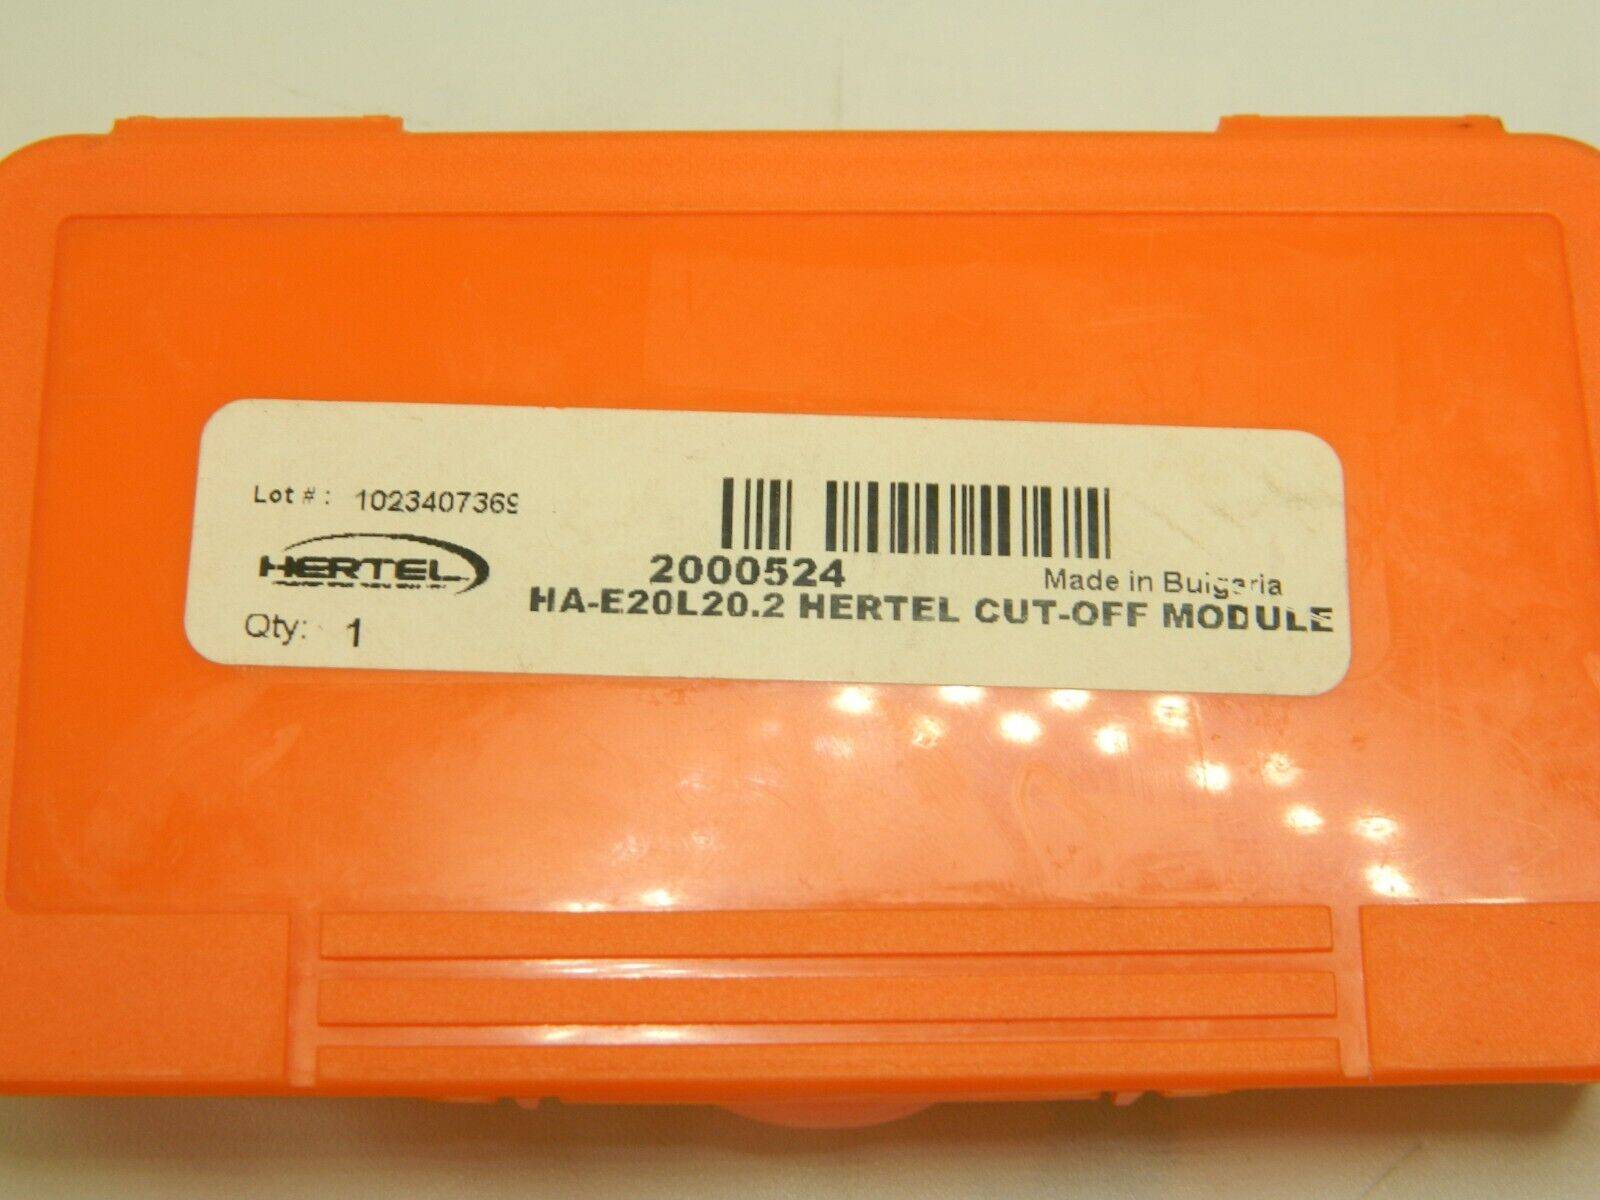 Lot # : 1023407369
HERTEL
2000524
Made in Bulgaria
HA-E20L20.2 HERTEL CUT-OFF MODULE
Qty: 1